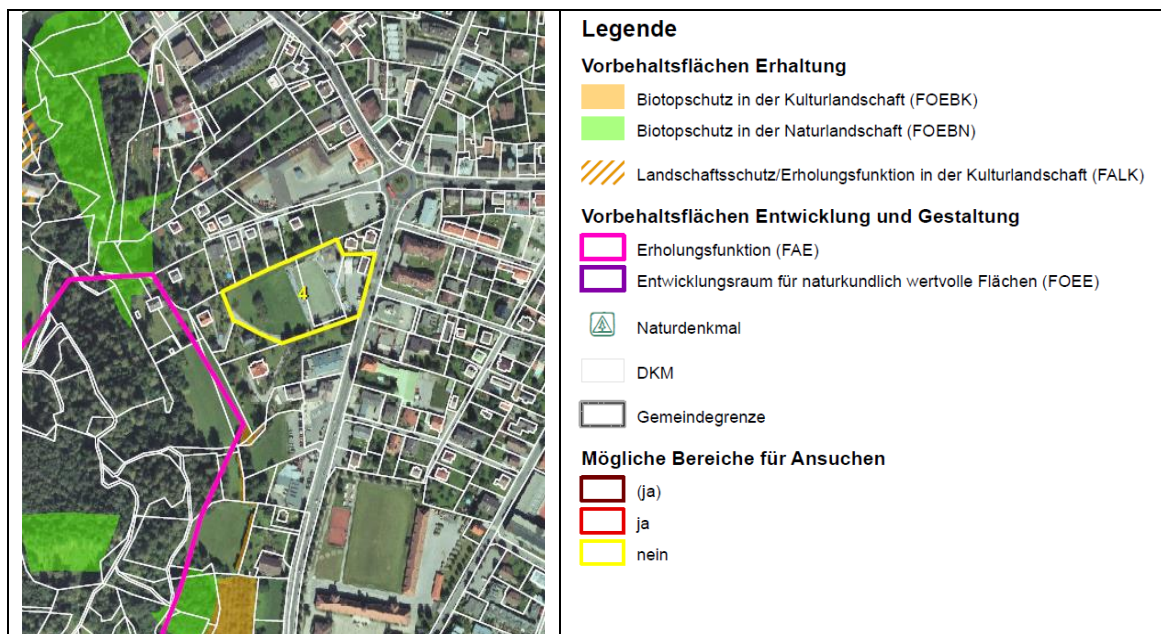 4
Legende
Vorbehaltsflächen Erhaltung
Biotopschutz in der Kulturlandschaft (FOEBK)
Biotopschutz in der Naturlandschaft (FOEBN)
Landschaftsschutz/Erholungsfunktion in der Kulturlandschaft (FALK)
Vorbehaltsflächen Entwicklung und Gestaltung
Erholungsfunktion (FAE)
Entwicklungsraum für naturkundlich wertvolle Flächen (FOEE)
Naturdenkmal
DKM
Gemeindegrenze
Mögliche Bereiche für Ansuchen
(ja)
ja
nein